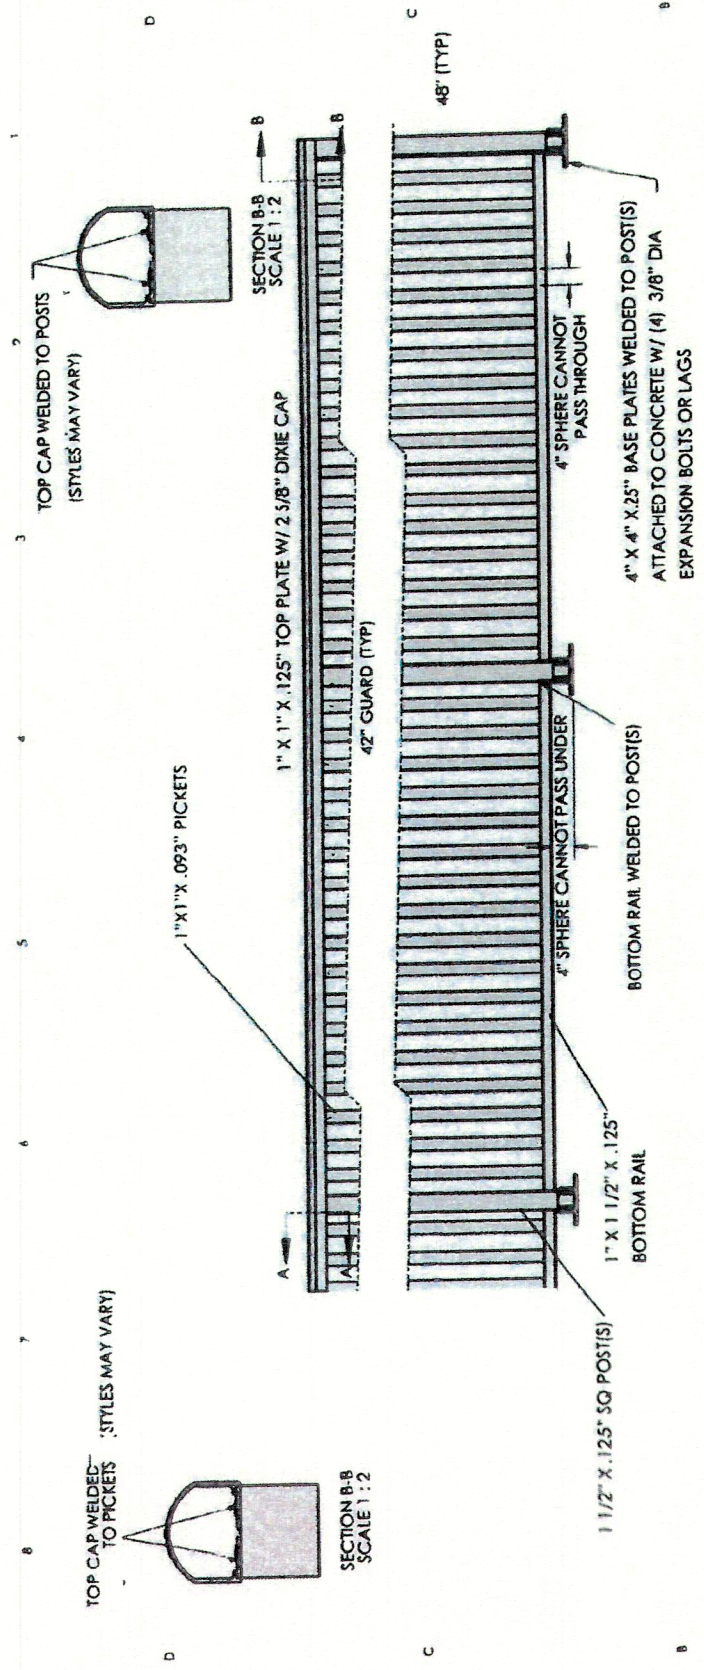 8
7
6
5
4
3
2
1
D
D
TOP CAP WELDED
TO PICKETS
(STYLES MAY VARY)
SECTION B-B
SCALE 1 : 2
TOP CAP WELDED TO POSTS
(STYLES MAY VARY)
SECTION B-B
SCALE 1 : 2
1"X1"X .093" PICKETS
1" X 1" X .125" TOP PLATE W/ 2 5/8" DIXIE CAP
A
A
B
B
42" GUARD (TYP)
48" (TYP)
C
C
4" SPHERE CANNOT PASS UNDER
4" SPHERE CANNOT
PASS THROUGH
1 1/2" X .125" SQ POST(S)
1" X 1 1/2" X .125"
BOTTOM RAIL
BOTTOM RAIL WELDED TO POST(S)
4" X 4" X.25" BASE PLATES WELDED TO POST(S)
ATTACHED TO CONCRETE W/ (4) 3/8" DIA
EXPANSION BOLTS OR LAGS
B
B